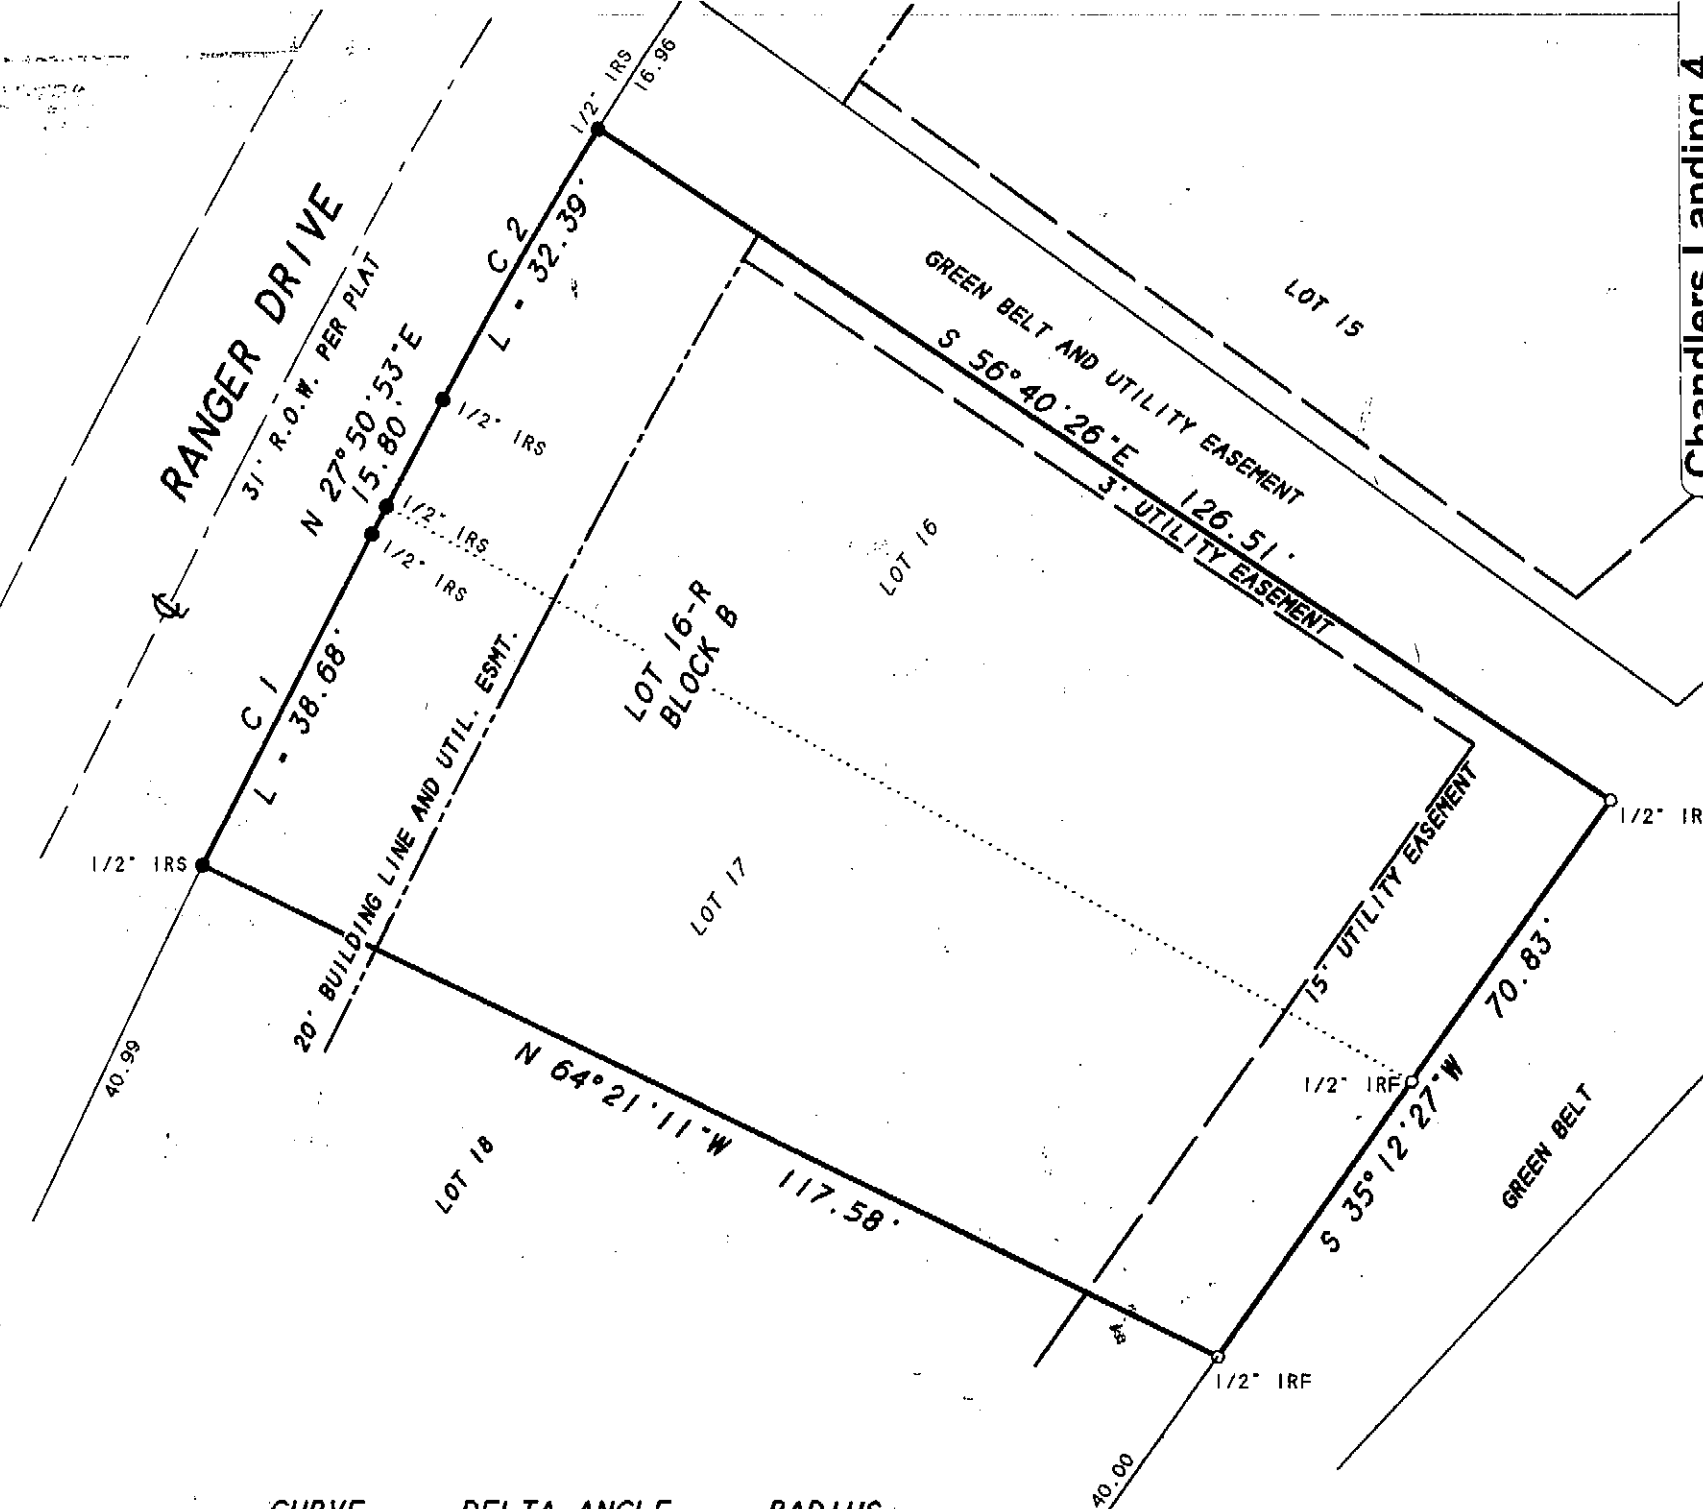 1/2" IRS
16.96
Chandlers Landing 4
RANGER DRIVE
31' R.O.W. PER PLAT
C 2
L = 32.39'
N 27°50'53"E
15.80'
1/2" IRS
1/2" IRS
1/2" IRS
GREEN BELT AND UTILITY EASEMENT
LOT 15
S 56°40'26"E 126.51'
3' UTILITY EASEMENT
LOT 16
LOT 16-R
BLOCK B
C 1
L = 38.68'
20' BUILDING LINE AND UTIL. ESMT.
1/2" IRS
LOT 17
15' UTILITY EASEMENT
1/2" IR
70.83'
1/2" IRF
S 35°12'27"W
GREEN BELT
40.99
N 64°21'11"W 117.58'
LOT 18
1/2" IRF
40.00
CURVE DELTA ANGLE RADIUS